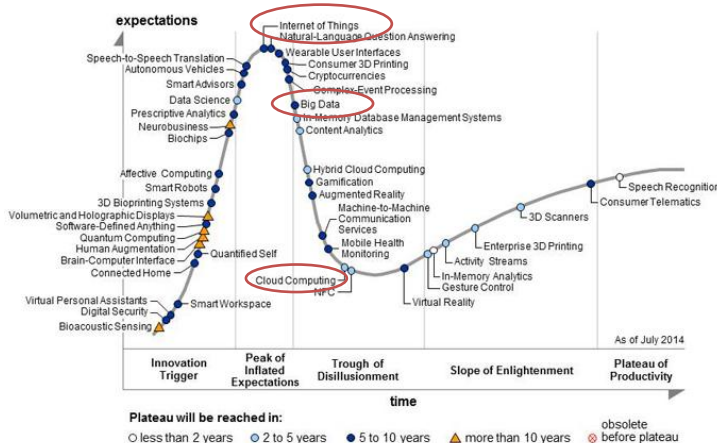 expectations
Internet of Things
Natural-Language Question Answering
Wearable User Interfaces
Speech-to-Speech Translation
Consumer 3D Printing
Autonomous Vehicles
Cryptocurrencies
Smart Advisors
Complex-Event Processing
Data Science
Big Data
Prescriptive Analytics
In-Memory Database Management Systems
Neurobusiness
Content Analytics
Biochips
Affective Computing
Hybrid Cloud Computing
Smart Robots
Gamification
Augmented Reality
Speech Recognition
3D Bioprinting Systems
Consumer Telematics
Volumetric and Holographic Displays
Machine-to-Machine
Communication
Services
3D Scanners
Software-Defined Anything
Quantum Computing
Human Augmentation
Mobile Health
Monitoring
Enterprise 3D Printing
Brain-Computer Interface
Quantified Self
Activity Streams
Connected Home
Cloud Computing
In-Memory Analytics
NFC
Gesture Control
Virtual Reality
Virtual Personal Assistants
Smart Workspace
Digital Security
Bioacoustic Sensing
As of July 2014
Innovation
Trigger
Peak of
Inflated
Expectations
Trough of
Disillusionment
Slope of Enlightenment
Plateau of
Productivity
time
Plateau will be reached in:
less than 2 years
2 to 5 years
5 to 10 years
more than 10 years
obsolete
before plateau